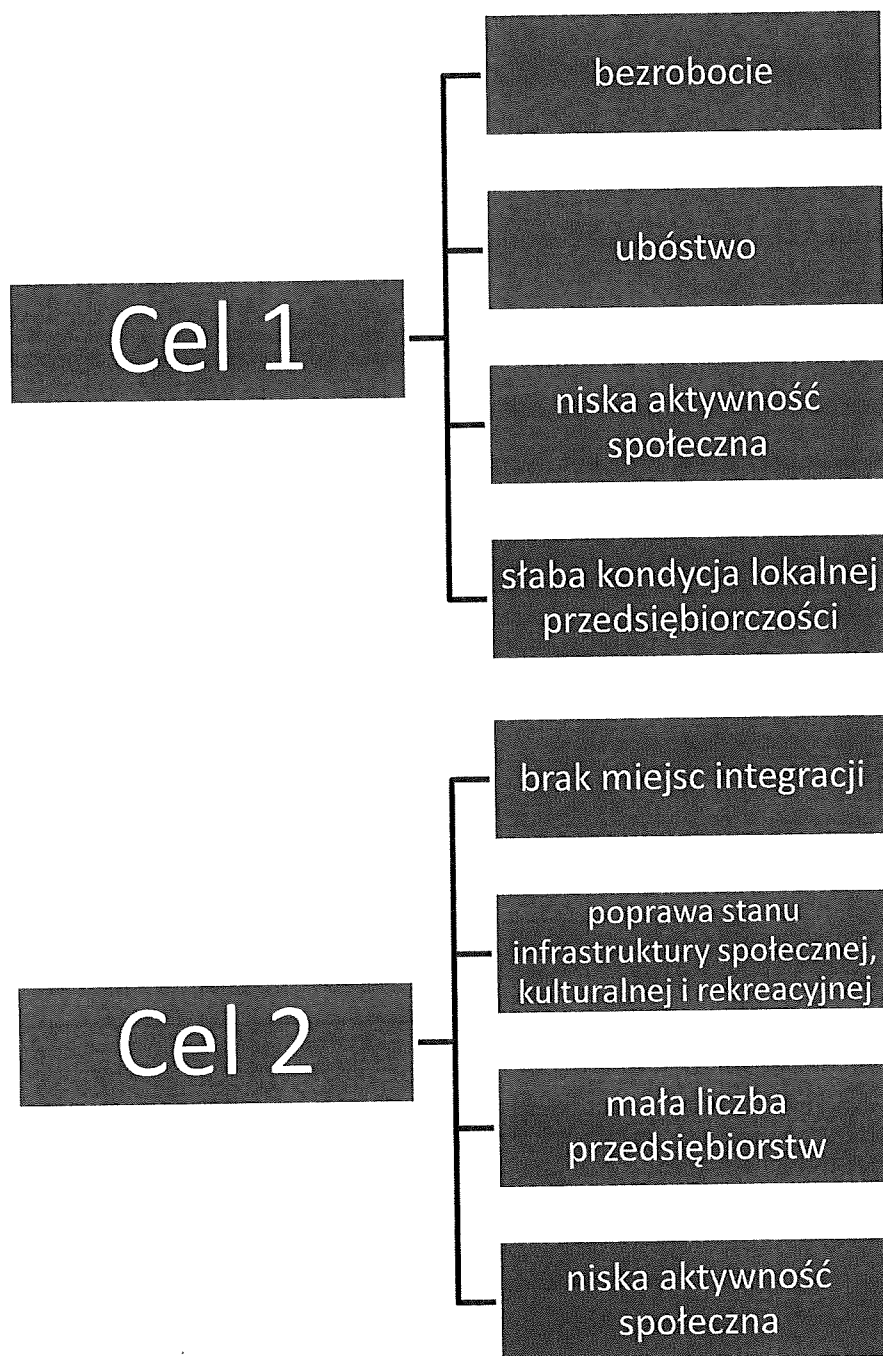 Cel 1
bezrobocie
ubóstwo
niska aktywność
społeczna
słaba kondycja lokalnej
przedsiębiorczości
Cel 2
brak miejsc integracji
poprawa stanu
infrastruktury społecznej,
kulturalnej i rekreacyjnej
mała liczba
przedsiębiorstw
niska aktywność
społeczna